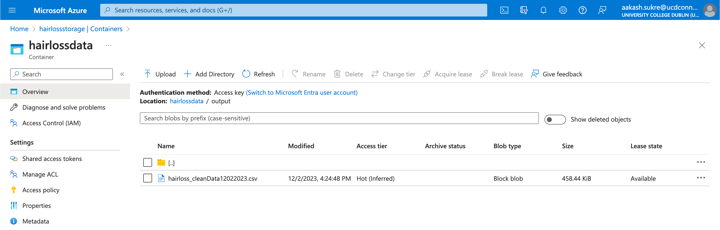 Microsoft Azure
Search resources, services, and docs (G+/)
aakash.sukre@ucdconn...
UNIVERSITY COLLEGE DUBLIN (U...
Home > hairlossstorage | Containers >
hairlossdata ...
Container
Search
Upload + Add Directory Refresh Rename Delete Change tier Acquire lease Break lease Give feedback
Overview
Diagnose and solve problems
Access Control (IAM)
Settings
Shared access tokens
Manage ACL
Access policy
Properties
Metadata
Authentication method: Access key (Switch to Microsoft Entra user account)
Location: hairlossdata / output
Search blobs by prefix (case-sensitive)
Show deleted objects
Name Modified Access tier Archive status Blob type Size Lease state
[..] ...
hairloss_cleanData12022023.csv 12/2/2023, 4:24:48 PM Hot (Inferred) Block blob 458.44 KiB Available ...